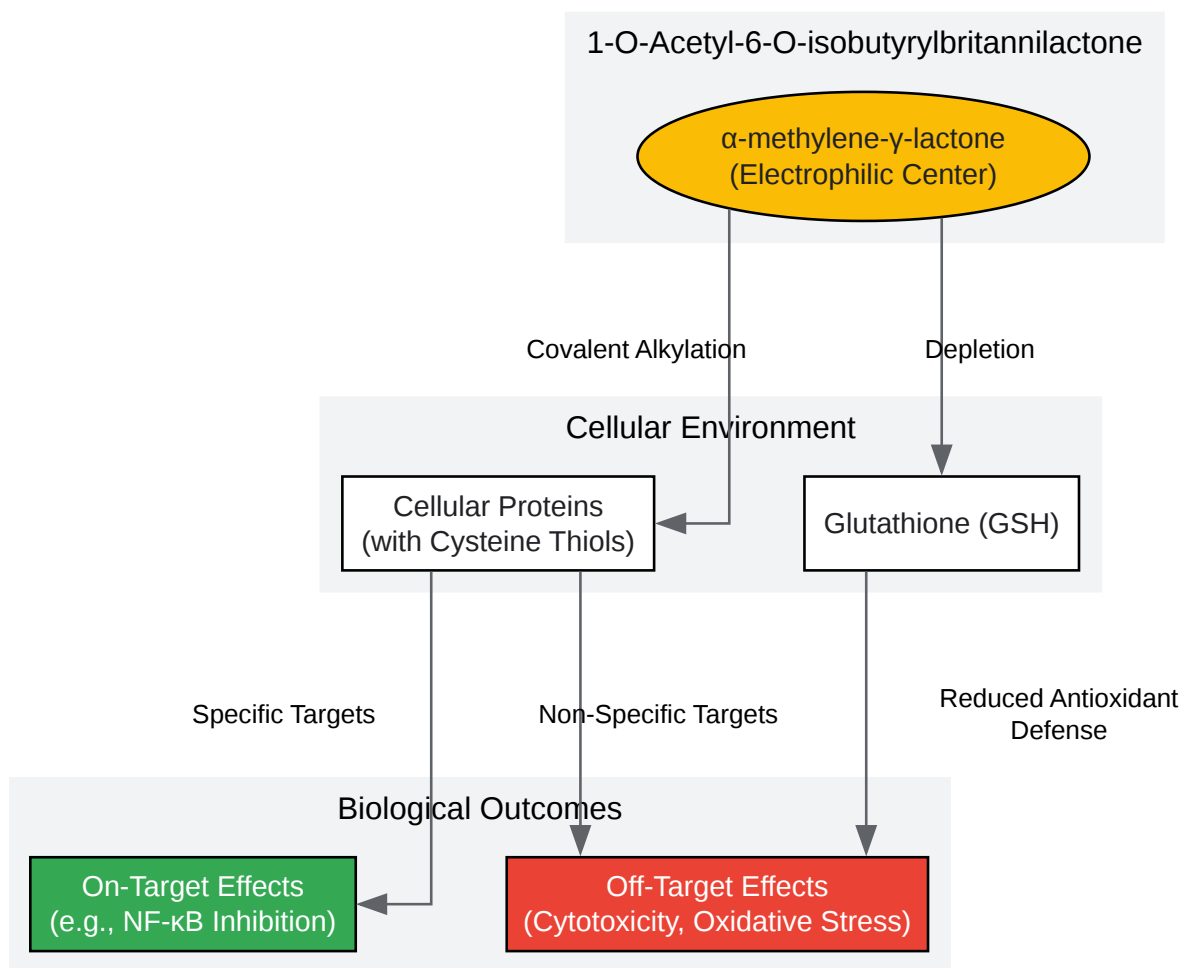 1-O-Acetyl-6-O-isobutyrylbritannilactone
α-methylene-γ-lactone
(Electrophilic Center)
Covalent Alkylation
Depletion
Cellular Environment
Cellular Proteins
(with Cysteine Thiols)
Glutathione (GSH)
Specific Targets
Non-Specific Targets
Reduced Antioxidant
Defense
Biological Outcomes
On-Target Effects
(e.g., NF-κB Inhibition)
Off-Target Effects
(Cytotoxicity, Oxidative Stress)